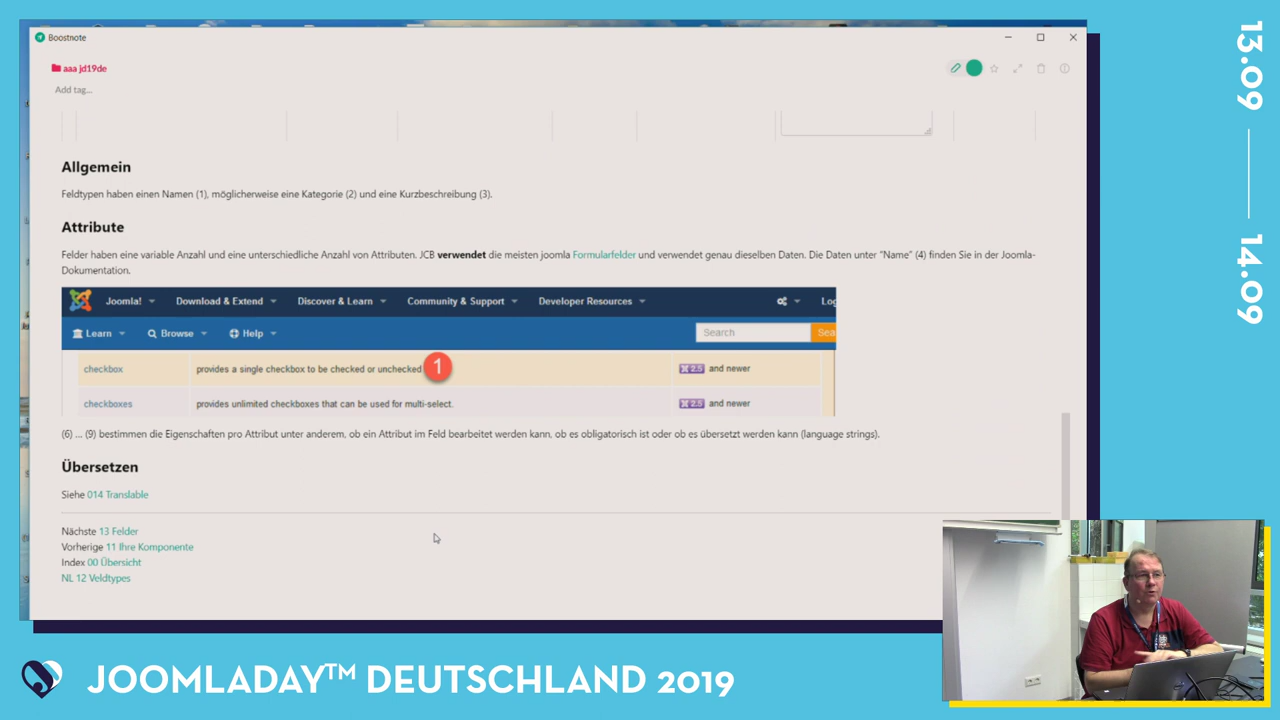 Boostnote
aaa jd19de
Add tag...
Allgemein
Feldtypen haben einen Namen (1), möglicherweise eine Kategorie (2) und eine Kurzbeschreibung (3).
Attribute
Felder haben eine variable Anzahl und eine unterschiedliche Anzahl von Attributen. JCB verwendet die meisten joomla Formularfelder und verwendet genau dieselben Daten. Die Daten unter "Name" (4) finden Sie in der Joomla-
Dokumentation.
Joomla! Download & Extend Discover & Learn Community & Support Developer Resources Log
Learn Browse Help Search Sea
checkbox provides a single checkbox to be checked or unchecked 1 2.5 and newer
checkboxes provides unlimited checkboxes that can be used for multi-select. 2.5 and newer
(6) ... (9) bestimmen die Eigenschaften pro Attribut unter anderem, ob ein Attribut im Feld bearbeitet werden kann, ob es obligatorisch ist oder ob es übersetzt werden kann (language strings).
Übersetzen
Siehe 014 Translable
Nächste 13 Felder
Vorherige 11 Ihre Komponente
Index 00 Übersicht
NL 12 Veldtypes
13.09
14.09
JOOMLADAY™ DEUTSCHLAND 2019